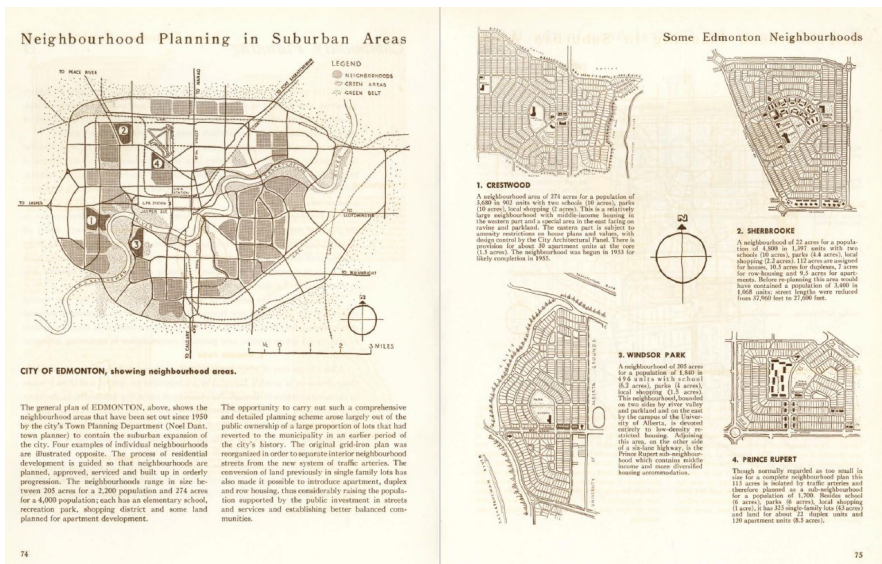 Neighbourhood Planning in Suburban Areas
LEGEND
NEIGHBORHOODS
GREEN AREAS
GREEN BELT
TO PEACE RIVER
TO JASPER
JASPER AVE
TO CALGARY
2
4
1
3
N
1 ½ 0 1 2 3 MILES
CITY OF EDMONTON, showing neighbourhood areas.
The general plan of EDMONTON, above, shows the
neighbourhood areas that have been set out since 1950
by the city's Town Planning Department (Noel Dant,
town planner) to contain the suburban expansion of
the city. Four examples of individual neighbourhoods
are illustrated opposite. The process of residential
development is guided so that neighbourhoods are
planned, approved, serviced and built up in orderly
progression. The neighbourhoods range in size be-
tween 205 acres for a 2,200 population and 274 acres
for a 4,000 population; each has an elementary school,
recreation park, shopping district and some land
planned for apartment development.
The opportunity to carry out such a comprehensive
and detailed planning scheme arose largely out of the
public ownership of a large proportion of lots that had
reverted to the municipality in an earlier period of
the city's history. The original grid-iron plan was
reorganized in order to separate interior neighbourhood
streets from the new system of traffic arteries. The
conversion of land previously in single family lots has
also made it possible to introduce apartment, duplex
and row housing, thus considerably raising the popula-
tion supported by the public investment in streets
and services and establishing better balanced com-
munities.
74
Some Edmonton Neighbourhoods
1. CRESTWOOD
A neighbourhood of 274 acres for a population of
3,680 in 902 units with two schools (10 acres), parks
(10 acres), local shopping (2 acres). This is a relatively
large neighbourhood with middle-income housing in
the western part and a special area in the east facing on
ravine and parkland. The eastern part is subject to
amenity restrictions on house plans and values, with
design control by the City Architectural Panel. There is
provision for about 30 apartment units at the core
(1.5 acres). The neighbourhood was begun in 1953 for
likely completion in 1955.
N
2. SHERBROOKE
A neighbourhood of 22 acres for a popula-
tion of 4,800 in 1,397 units with two
schools (10 acres), parks (4.4 acres), local
shopping (2.2 acres). 112 acres are assigned
for houses, 10.5 acres for duplexes, 7 acres
for row-housing and 9.5 acres for apart-
ments. Before re-planning this area would
have contained a population of 3,400 in
1,068 units; street lengths were reduced
from 37,960 feet to 27,600 feet.
3. WINDSOR PARK
A neighbourhood of 205 acres
for a population of 1,840 in
496 units with school
(6.2 acres), parks (4 acres),
local shopping (1.5 acres).
This neighbourhood, bounded
on two sides by river valley
and parkland and on the east
by the campus of the Univer-
sity of Alberta, is devoted
entirely to low-density re-
stricted housing. Adjoining
this area, on the other side
of a six-lane highway, is the
Prince Rupert sub-neighbour-
hood which contains middle
income and more diversified
housing accommodation.
UNIVERSITY OF ALBERTA GROUNDS
4. PRINCE RUPERT
Though normally regarded as too small in
size for a complete neighbourhood plan this
115 acres is isolated by traffic arteries and
therefore planned as a sub-neighbourhood
for a population of 1,700. Besides school
(6 acres), parks (6 acres), local shopping
(1 acre), it has 325 single-family lots (43 acres)
and land for about 22 duplex units and
120 apartment units (8.5 acres).
75